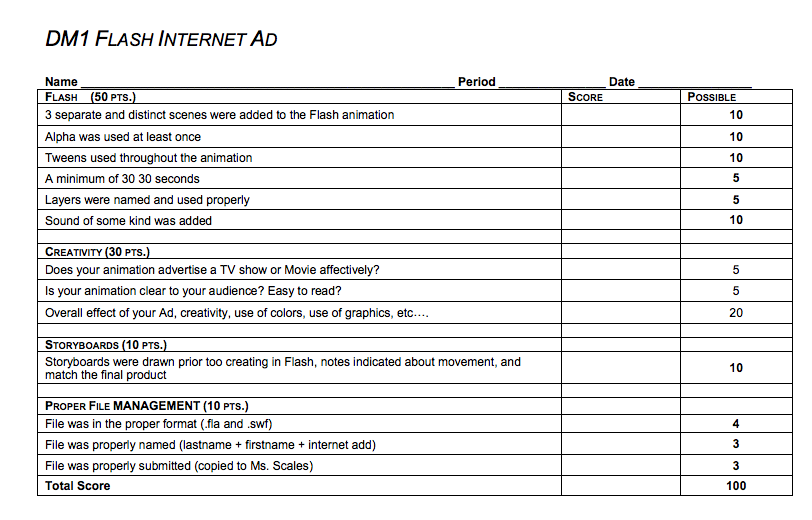 DM1 FLASH INTERNET AD
Name Period Date
FLASH (50 PTS.) SCORE POSSIBLE
3 separate and distinct scenes were added to the Flash animation 10
Alpha was used at least once 10
Tweens used throughout the animation 10
A minimum of 30 30 seconds 5
Layers were named and used properly 5
Sound of some kind was added 10
CREATIVITY (30 PTS.)
Does your animation advertise a TV show or Movie affectively? 5
Is your animation clear to your audience? Easy to read? 5
Overall effect of your Ad, creativity, use of colors, use of graphics, etc…. 20
STORYBOARDS (10 PTS.)
Storyboards were drawn prior too creating in Flash, notes indicated about movement, and
match the final product 10
PROPER FILE MANAGEMENT (10 PTS.)
File was in the proper format (.fla and .swf) 4
File was properly named (lastname + firstname + internet add) 3
File was properly submitted (copied to Ms. Scales) 3
Total Score 100